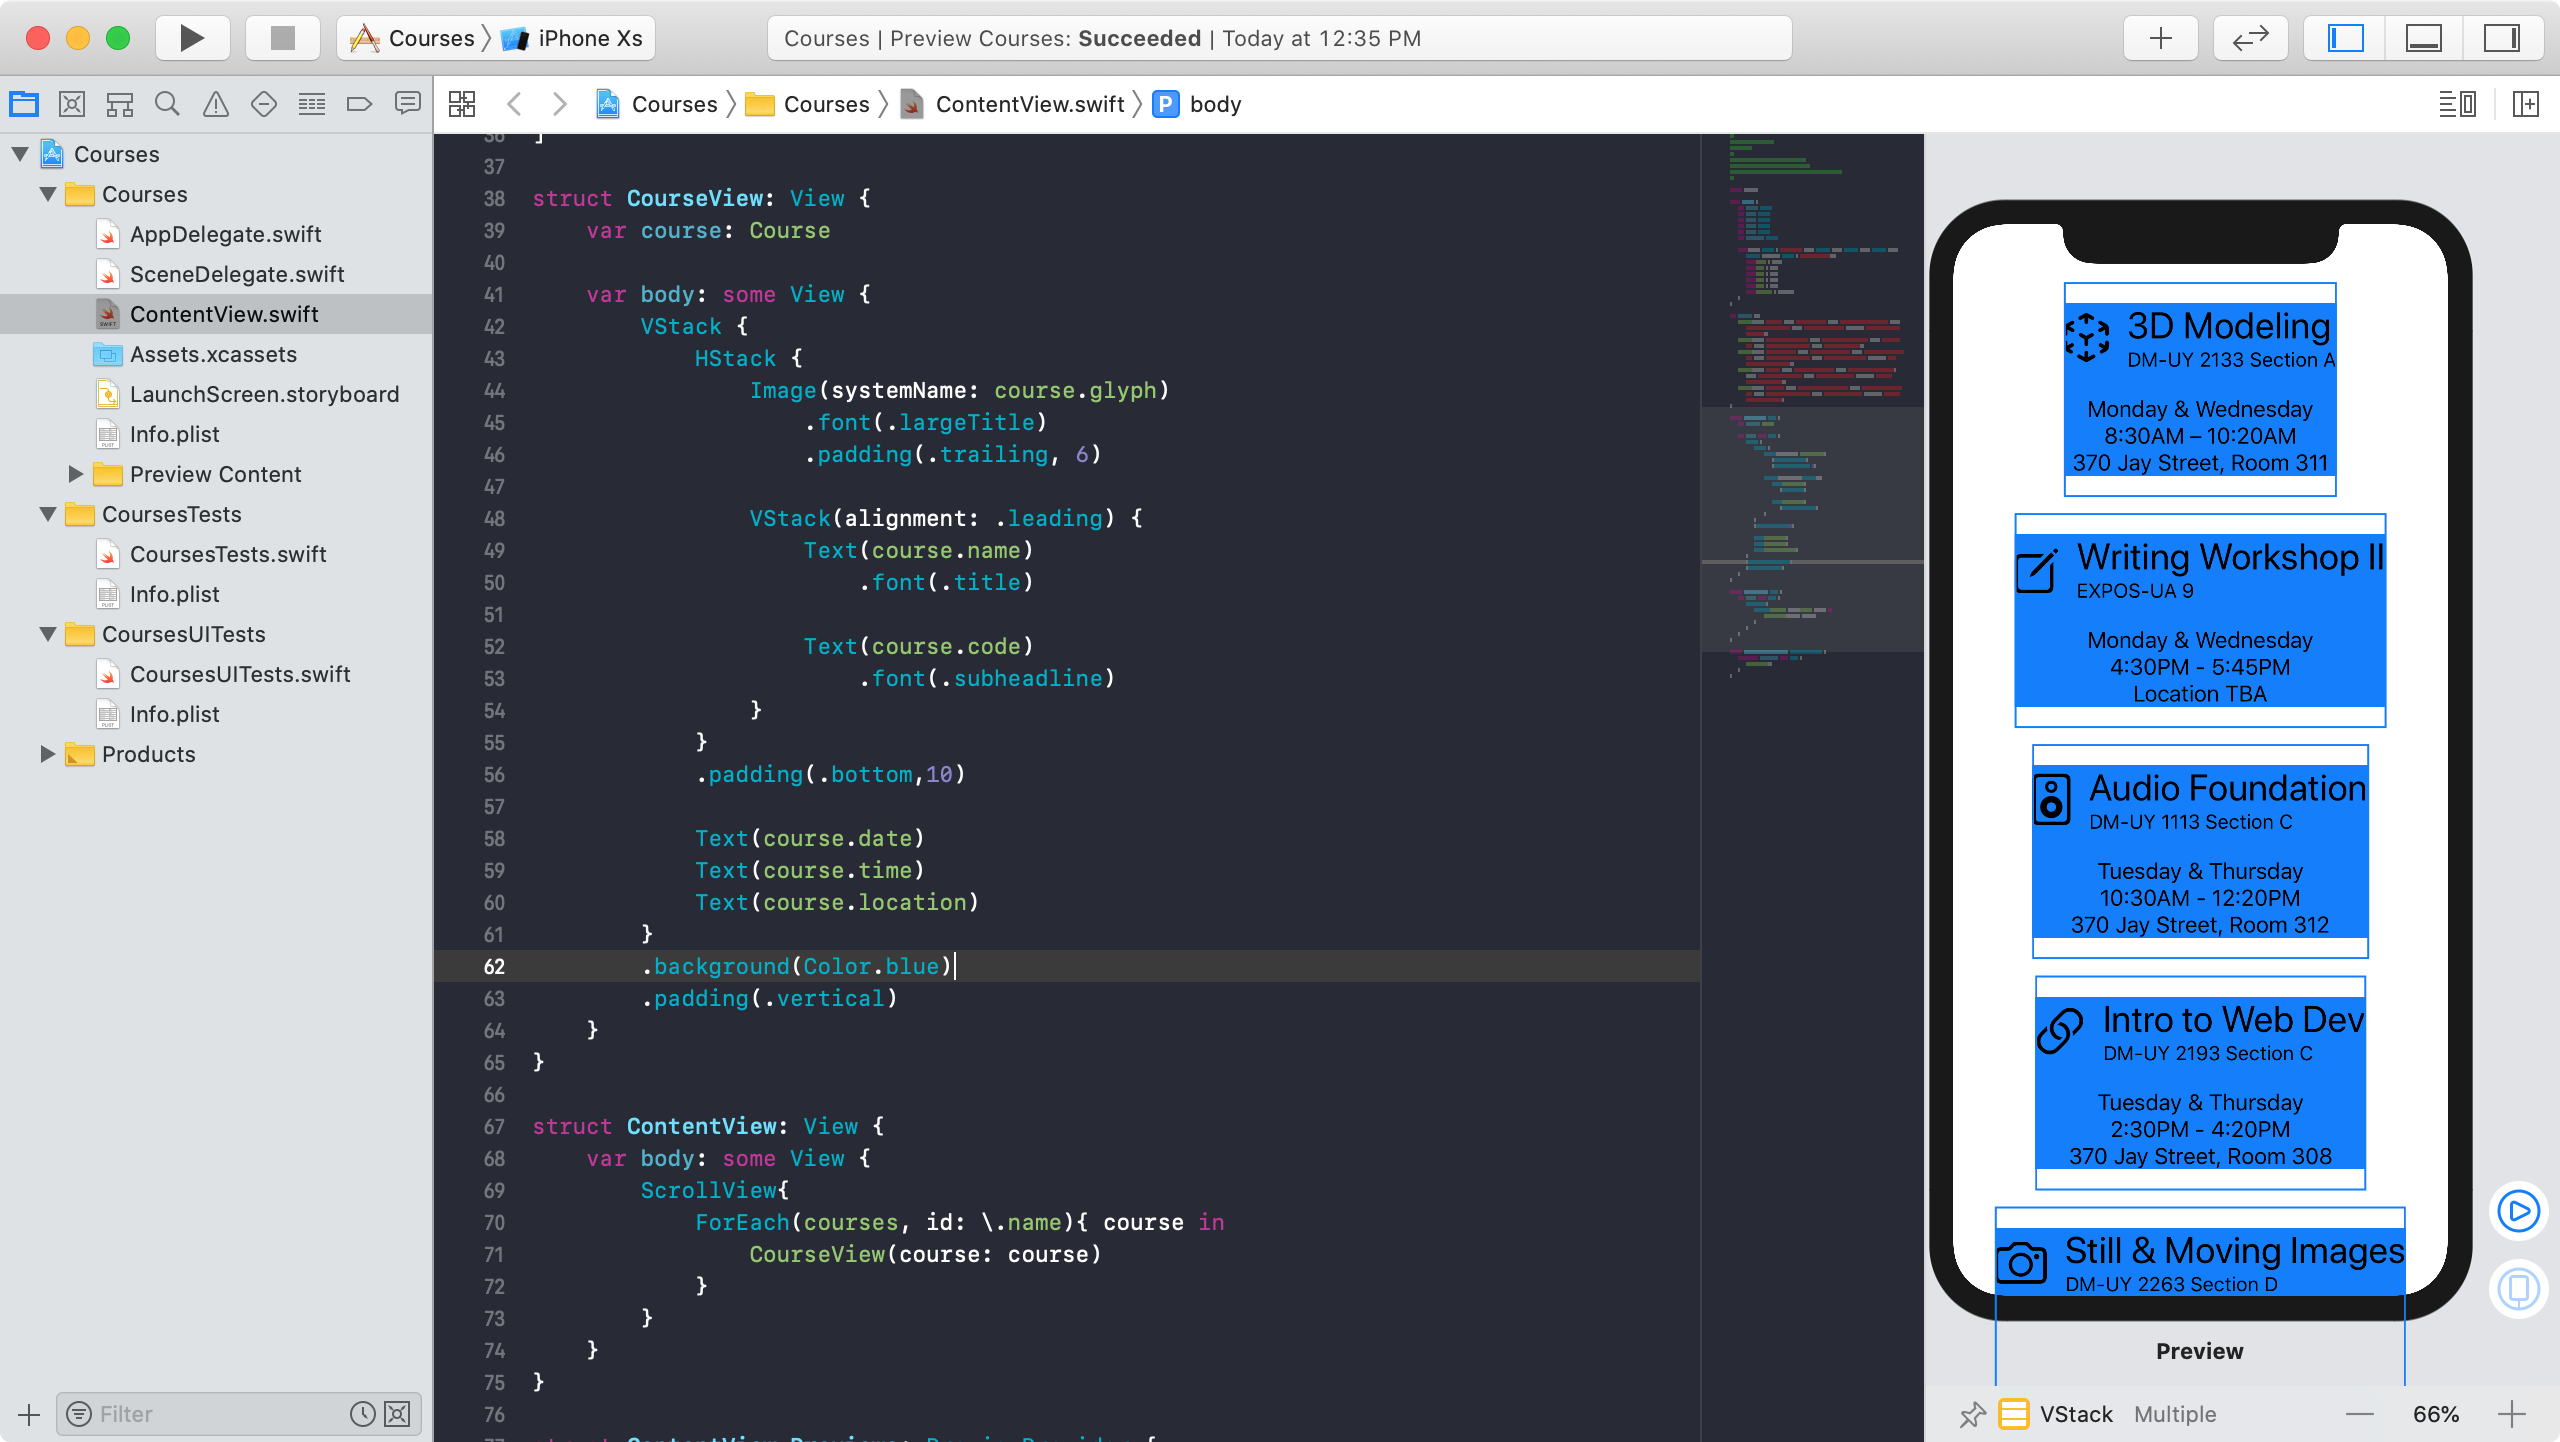 Courses
iPhone Xs
Courses | Preview Courses: Succeeded | Today at 12:35 PM
Courses
Courses
ContentView.swift
P
body
Courses
Courses
AppDelegate.swift
SceneDelegate.swift
ContentView.swift
Assets.xcassets
LaunchScreen.storyboard
Info.plist
Preview Content
CoursesTests
CoursesTests.swift
Info.plist
CoursesUITests
CoursesUITests.swift
Info.plist
Products
Filter
36 ]
37
38 struct CourseView: View {
39 var course: Course
40
41 var body: some View {
42 VStack {
43 HStack {
44 Image(systemName: course.glyph)
45 .font(.largeTitle)
46 .padding(.trailing, 6)
47
48 VStack(alignment: .leading) {
49 Text(course.name)
50 .font(.title)
51
52 Text(course.code)
53 .font(.subheadline)
54 }
55 }
56 .padding(.bottom,10)
57
58 Text(course.date)
59 Text(course.time)
60 Text(course.location)
61 }
62 .background(Color.blue)
63 .padding(.vertical)
64 }
65 }
66
67 struct ContentView: View {
68 var body: some View {
69 ScrollView{
70 ForEach(courses, id: \.name){ course in
71 CourseView(course: course)
72 }
73 }
74 }
75 }
76
3D Modeling
DM-UY 2133 Section A
Monday & Wednesday
8:30AM – 10:20AM
370 Jay Street, Room 311
Writing Workshop II
EXPOS-UA 9
Monday & Wednesday
4:30PM - 5:45PM
Location TBA
Audio Foundation
DM-UY 1113 Section C
Tuesday & Thursday
10:30AM - 12:20PM
370 Jay Street, Room 312
Intro to Web Dev
DM-UY 2193 Section C
Tuesday & Thursday
2:30PM - 4:20PM
370 Jay Street, Room 308
Still & Moving Images
DM-UY 2263 Section D
Preview
VStack Multiple
66%